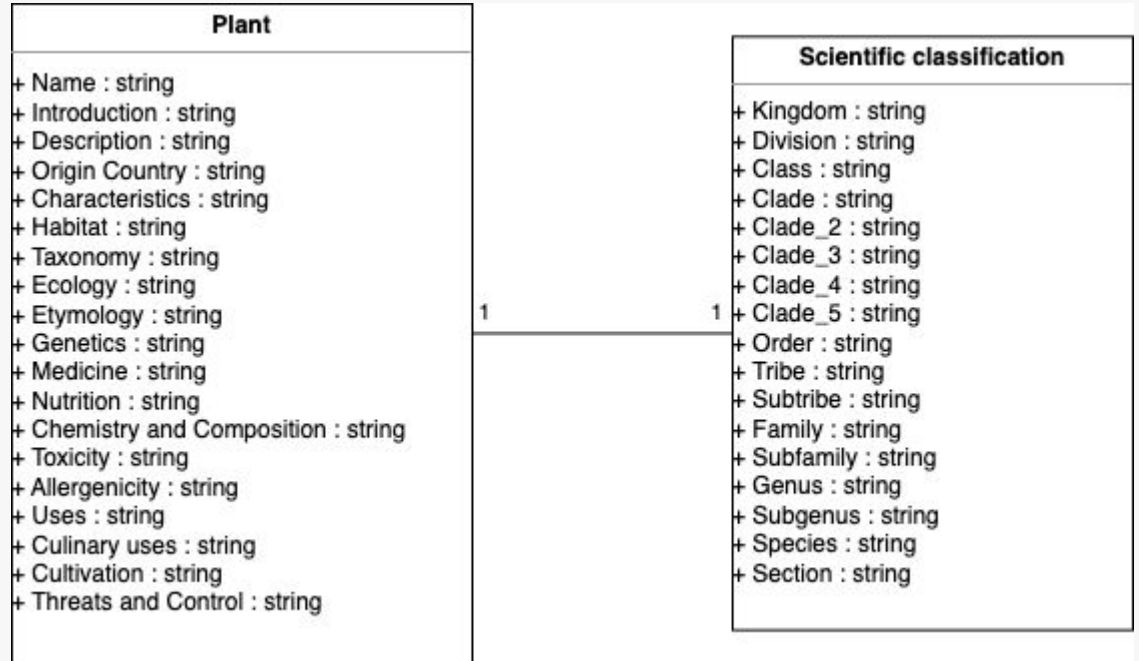 Plant
+ Name : string
+ Introduction : string
+ Description : string
+ Origin Country : string
+ Characteristics : string
+ Habitat : string
+ Taxonomy : string
+ Ecology : string
+ Etymology : string
+ Genetics : string
+ Medicine : string
+ Nutrition : string
+ Chemistry and Composition : string
+ Toxicity : string
+ Allergenicity : string
+ Uses : string
+ Culinary uses : string
+ Cultivation : string
+ Threats and Control : string
1
1
Scientific classification
+ Kingdom : string
+ Division : string
+ Class : string
+ Clade : string
+ Clade_2 : string
+ Clade_3 : string
+ Clade_4 : string
+ Clade_5 : string
+ Order : string
+ Tribe : string
+ Subtribe : string
+ Family : string
+ Subfamily : string
+ Genus : string
+ Subgenus : string
+ Species : string
+ Section : string